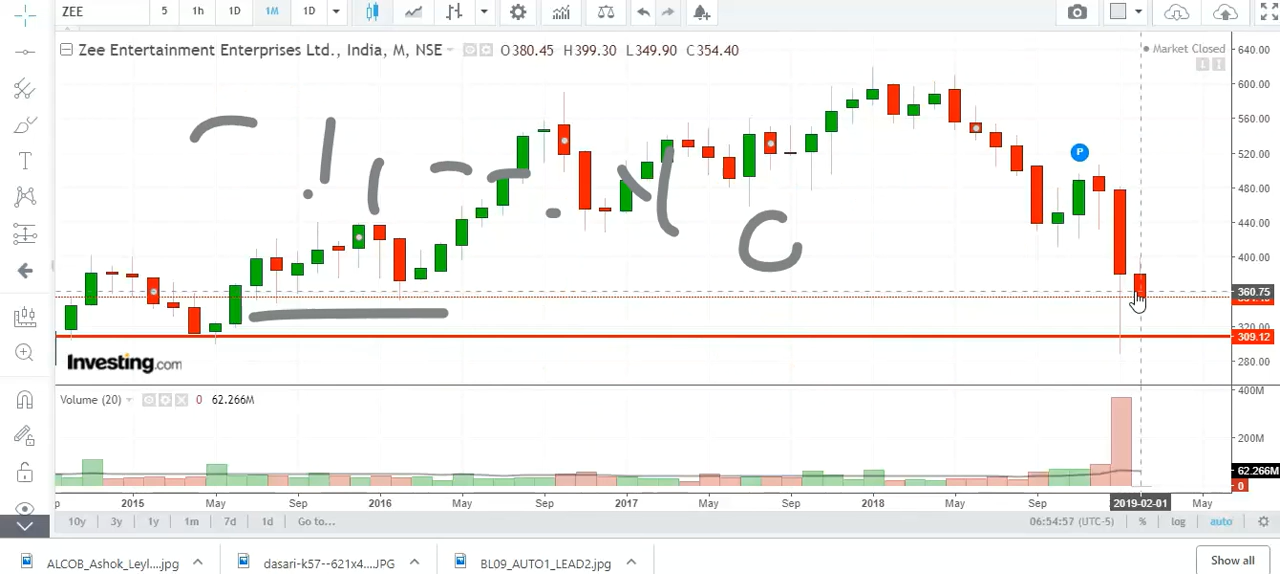 ZEE 5 1h 1D 1M 1D
Zee Entertainment Enterprises Ltd., India, M, NSE O380.45 H399.30 L349.90 C354.40
Market Closed
L I
640.00
600.00
560.00
520.00
480.00
440.00
400.00
360.75
320.00
309.12
280.00
P
C
Investing.com
Volume (20) 0 62.266M
400M
200M
62.266M
0
2015 May Sep 2016 May Sep 2017 May Sep 2018 May Sep 2019-02-01 May
10y 3y 1y 1m 7d 1d Go to... 06:54:57 (UTC-5) % log auto
ALCOB_Ashok_Leyl....jpg dasari-k57--621x4....JPG BL09_AUTO1_LEAD2.jpg Show all